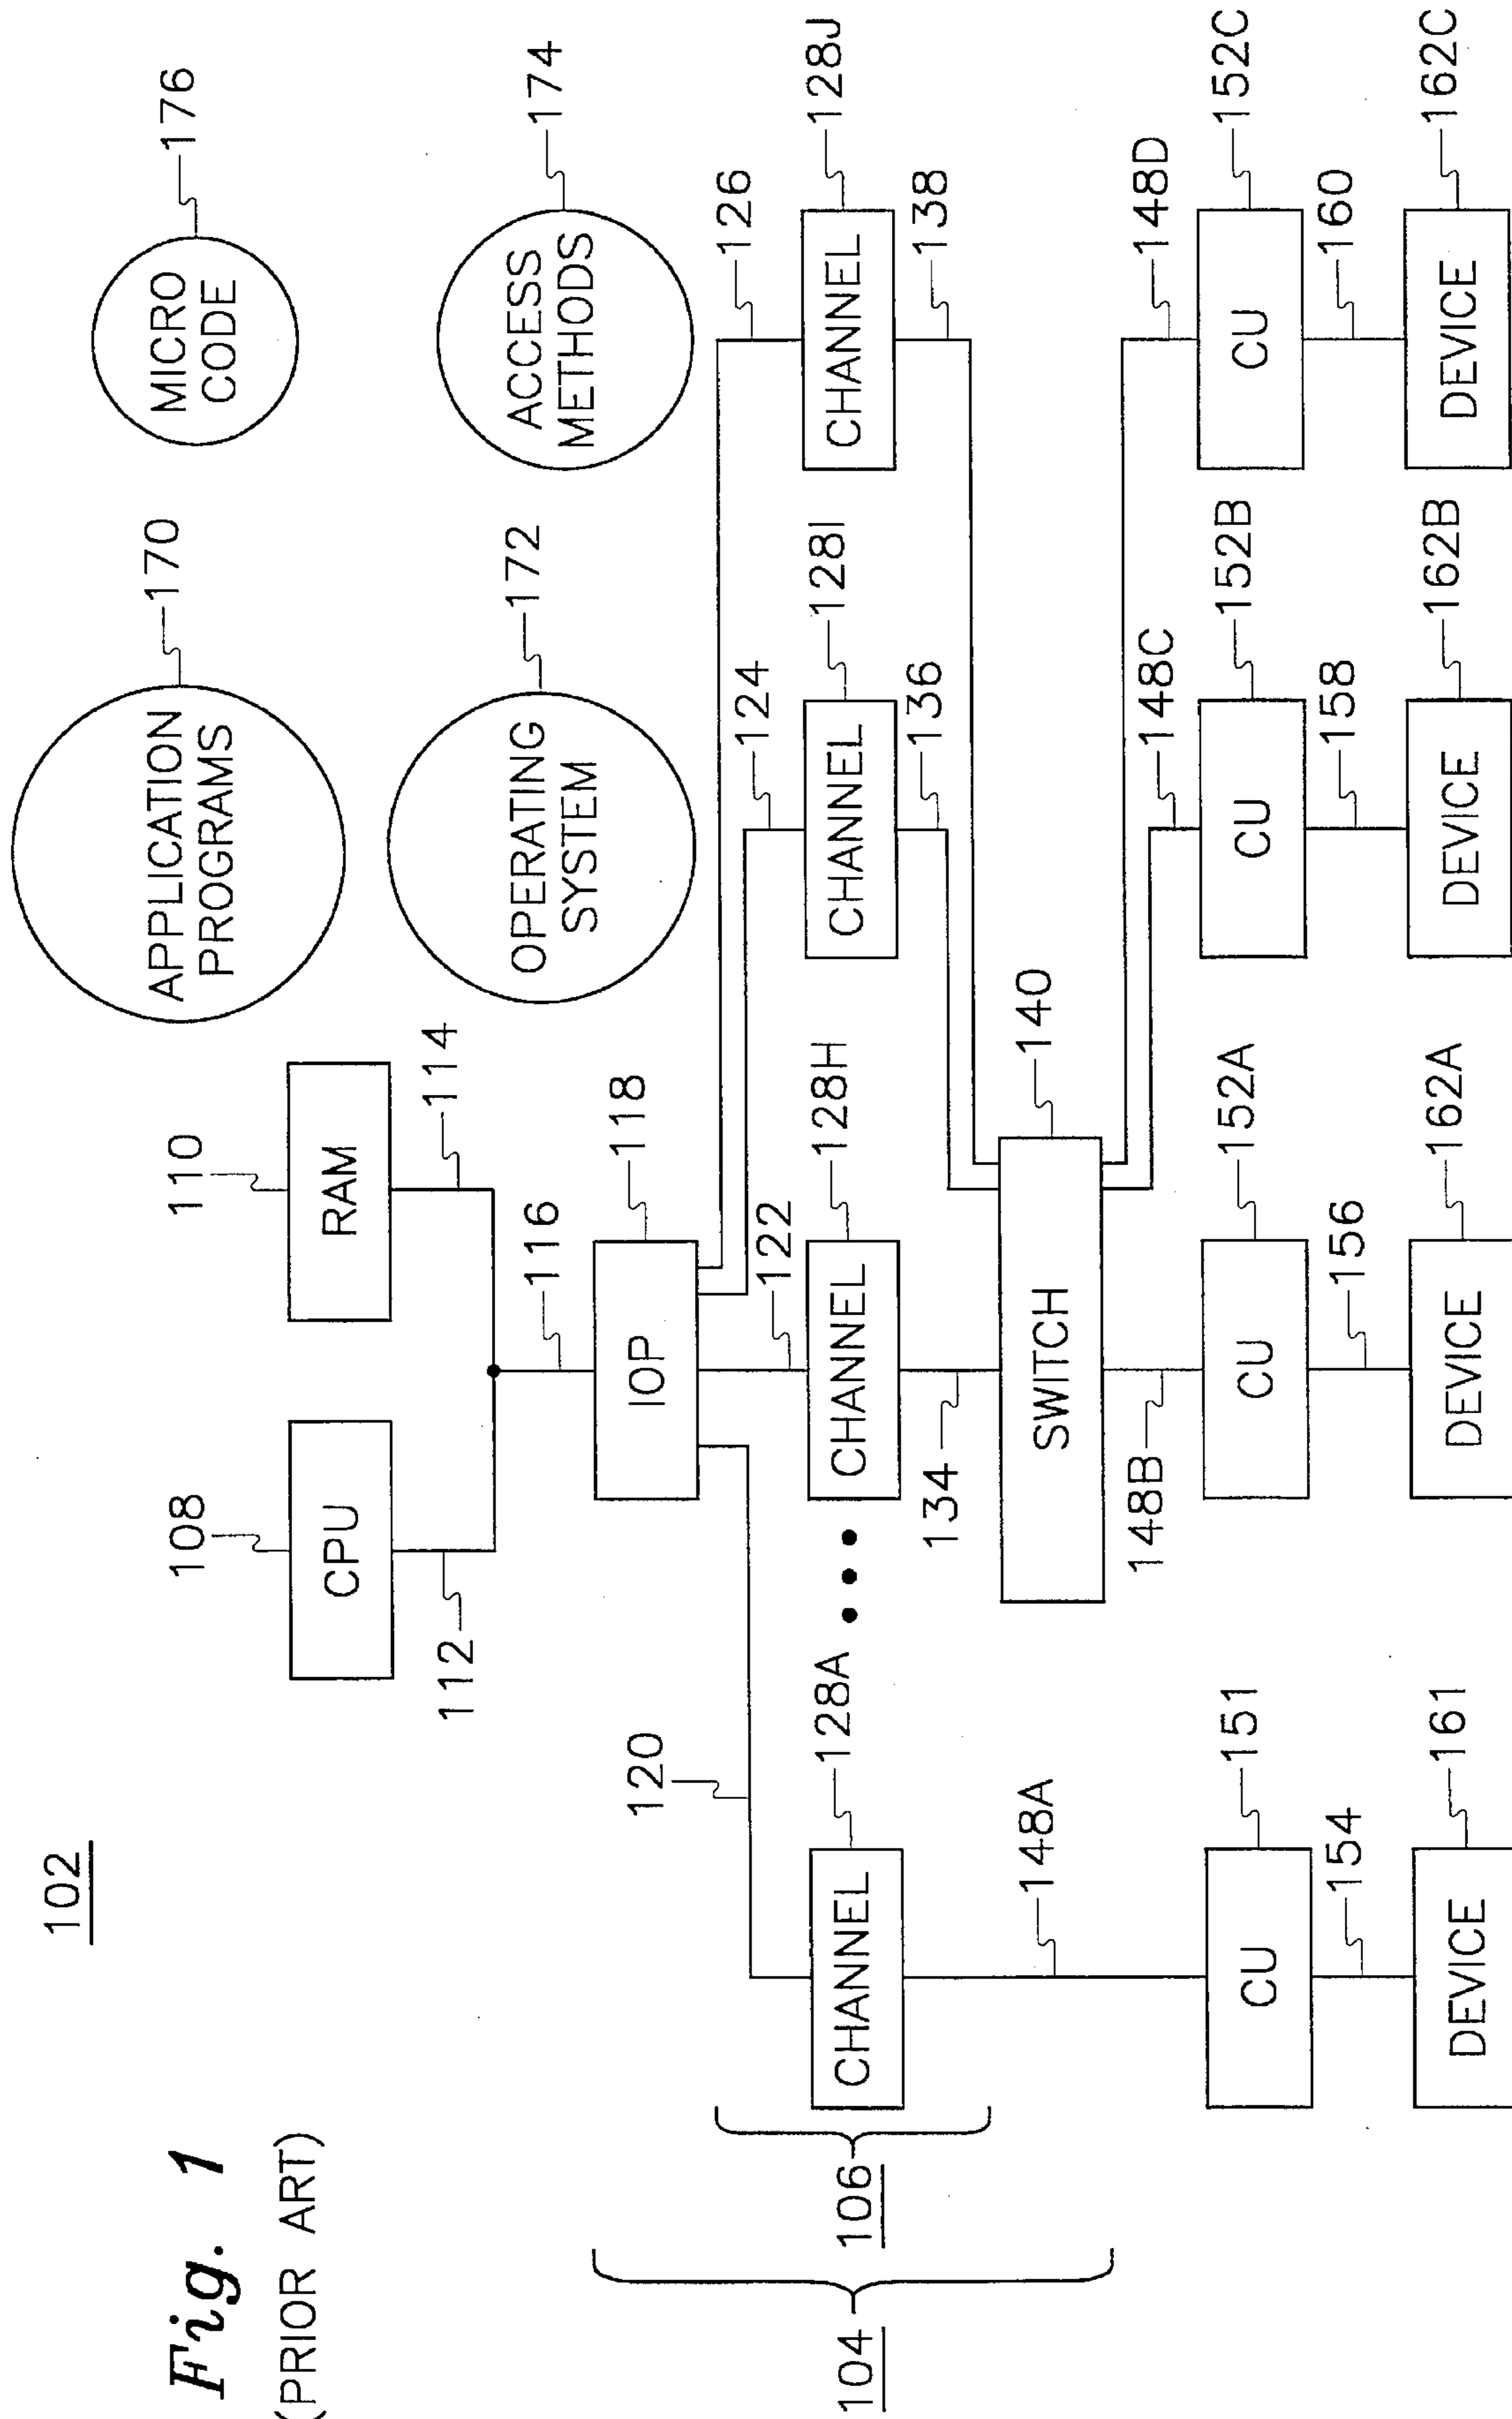 Fig. 1
(PRIOR ART)
102
108
CPU
112
110
RAM
114
116
IOP
118
APPLICATION
PROGRAMS
170
MICRO
CODE
176
OPERATING
SYSTEM
172
ACCESS
METHODS
174
120
122
124
126
104
106
CHANNEL
128A
CHANNEL
128H
CHANNEL
128I
CHANNEL
128J
134
136
138
SWITCH
140
148A
148B
148C
148D
CU
151
CU
152A
CU
152B
CU
152C
154
156
158
160
DEVICE
161
DEVICE
162A
DEVICE
162B
DEVICE
162C